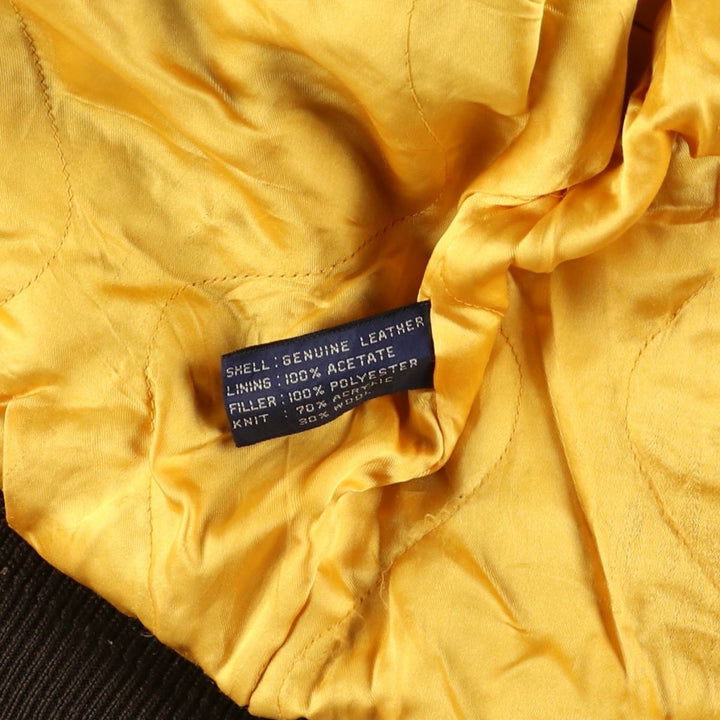 SHELL : GENUINE LEATHER
LINING : 100% ACETATE
FILLER : 100% POLYESTER
KNIT : 70% ACRYLIC
30% WOOL